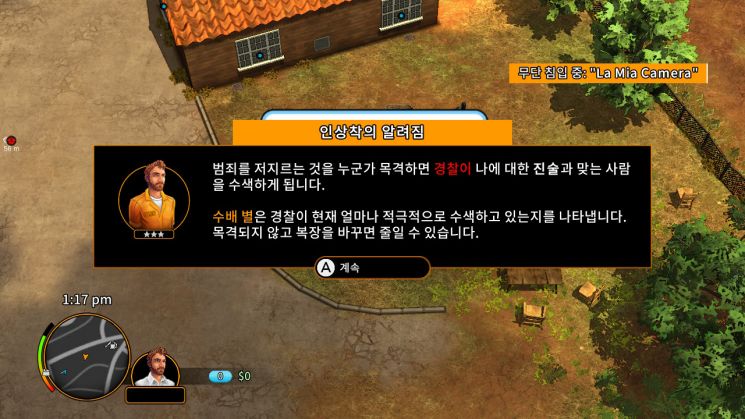 무단 침입 중: "La Mia Camera"
인상착의 알려짐
범죄를 저지르는 것을 누군가 목격하면 경찰이 나에 대한 진술과 맞는 사람
을 수색하게 됩니다.
수배 별은 경찰이 현재 얼마나 적극적으로 수색하고 있는지를 나타냅니다.
목격되지 않고 복장을 바꾸면 줄일 수 있습니다.
A 계속
56 m
1:17 pm
0 $0